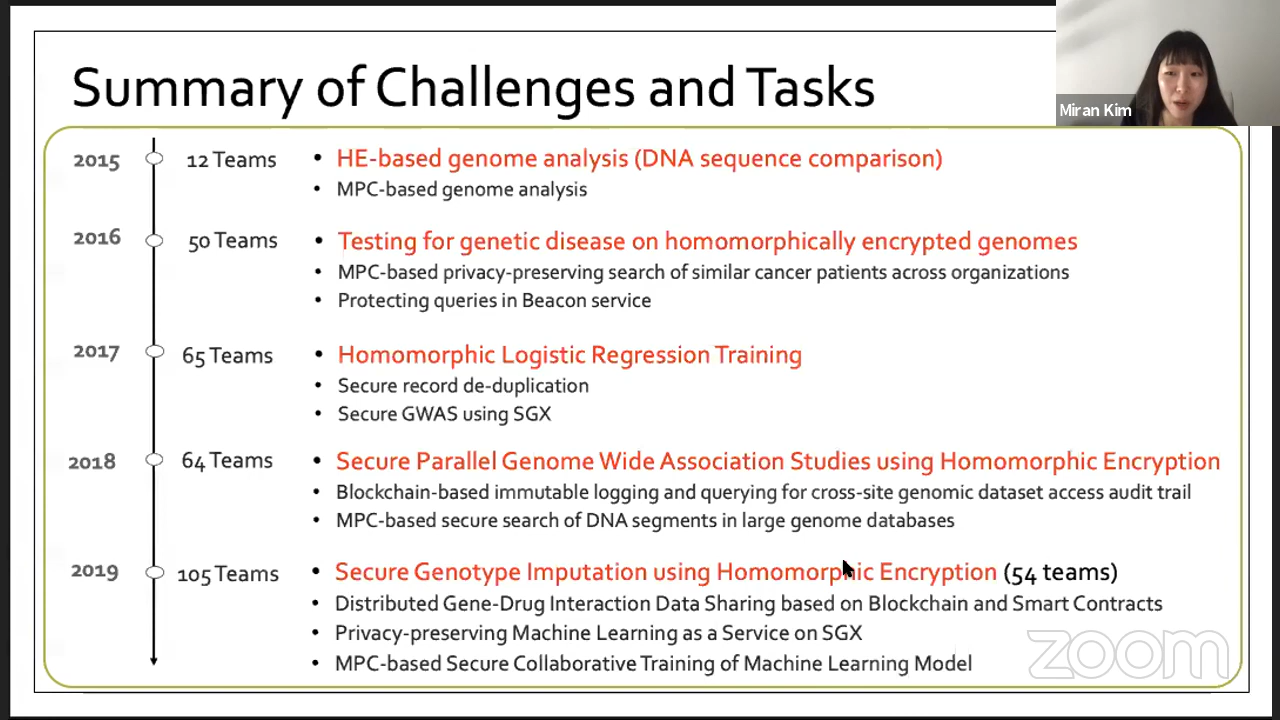 Summary of Challenges and Tasks
Miran Kim
2015 12 Teams • HE-based genome analysis (DNA sequence comparison)
• MPC-based genome analysis
2016 50 Teams • Testing for genetic disease on homomorphically encrypted genomes
• MPC-based privacy-preserving search of similar cancer patients across organizations
• Protecting queries in Beacon service
2017 65 Teams • Homomorphic Logistic Regression Training
• Secure record de-duplication
• Secure GWAS using SGX
2018 64 Teams • Secure Parallel Genome Wide Association Studies using Homomorphic Encryption
• Blockchain-based immutable logging and querying for cross-site genomic dataset access audit trail
• MPC-based secure search of DNA segments in large genome databases
2019 105 Teams • Secure Genotype Imputation using Homomorphic Encryption (54 teams)
• Distributed Gene-Drug Interaction Data Sharing based on Blockchain and Smart Contracts
• Privacy-preserving Machine Learning as a Service on SGX
• MPC-based Secure Collaborative Training of Machine Learning Model
zoom